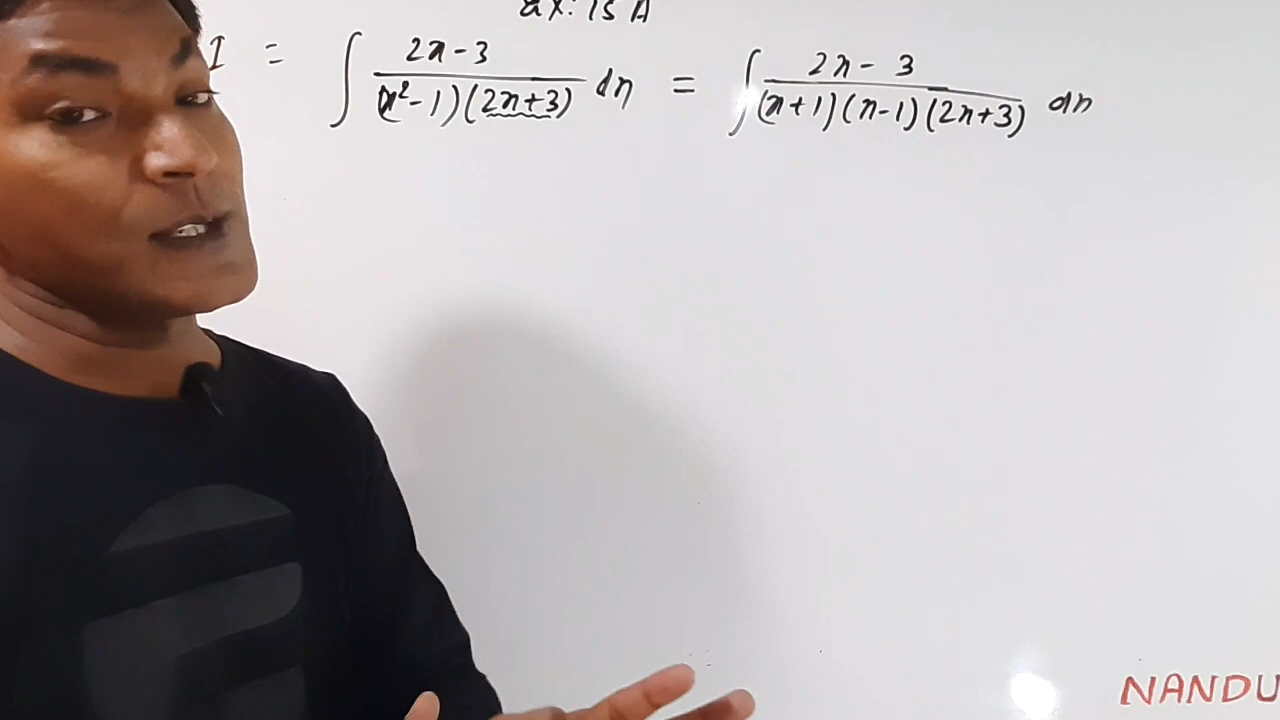 Ex: 15 A
I = ∫ 2x-3 / (x²-1)(2x+3) dx = ∫ 2x-3 / (x+1)(x-1)(2x+3) dx
NANDU